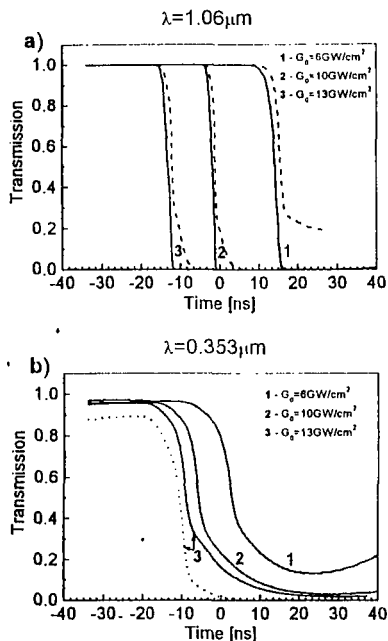 λ=1.06μm
a)
1 - G₀=6GW/cm²
2 - G₀=10GW/cm²
3 - G₀=13GW/cm²
Transmission
1.0
0.8
0.6
0.4
0.2
0.0
3
2
1
-40 -30 -20 -10 0 10 20 30 40
Time [ns]
λ=0.353μm
b)
1 - G₀=6GW/cm²
2 - G₀=10GW/cm²
3 - G₀=13GW/cm²
Transmission
1.0
0.8
0.6
0.4
0.2
0.0
3
2
1
-40 -30 -20 -10 0 10 20 30 40
Time [ns]